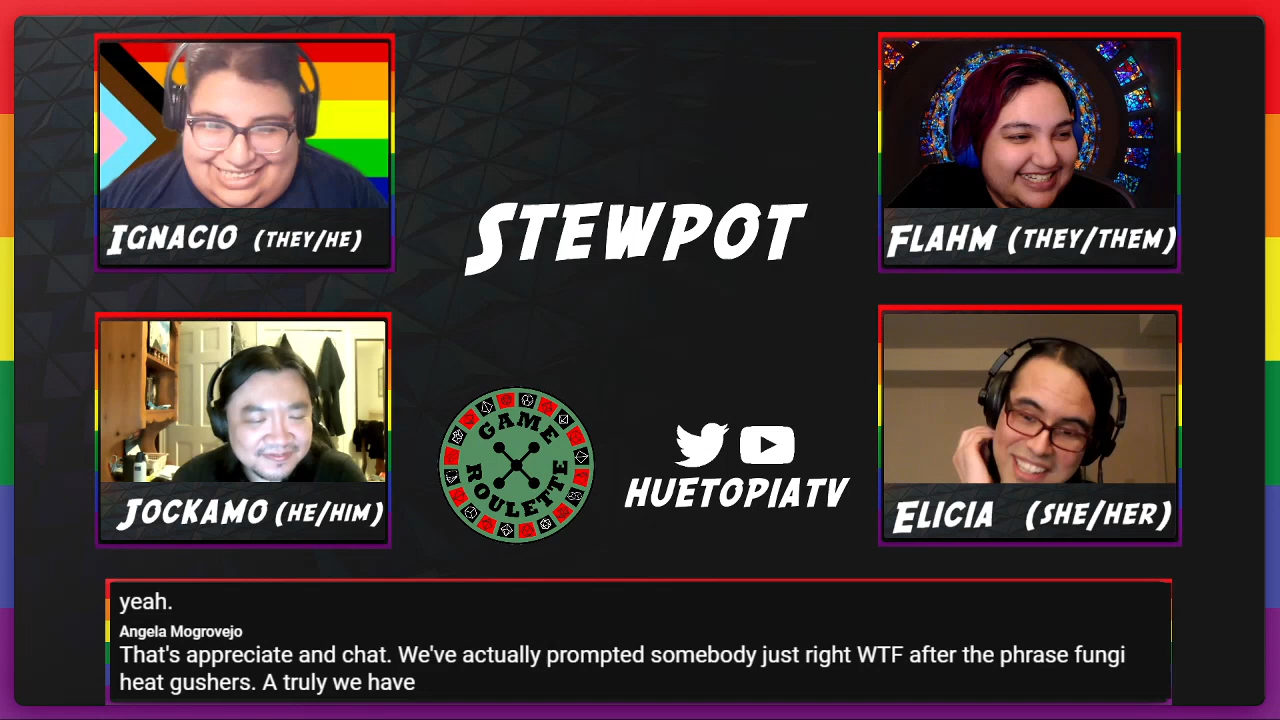 IGNACIO (THEY/HE)
FLAHM (THEY/THEM)
STEWPOT
JOCKAMO (HE/HIM)
GAME
ROULETTE
HUETOPIATV
ELICIA (SHE/HER)
yeah.
Angela Mogrovejo
That's appreciate and chat. We've actually prompted somebody just right WTF after the phrase fungi
heat gushers. A truly we have